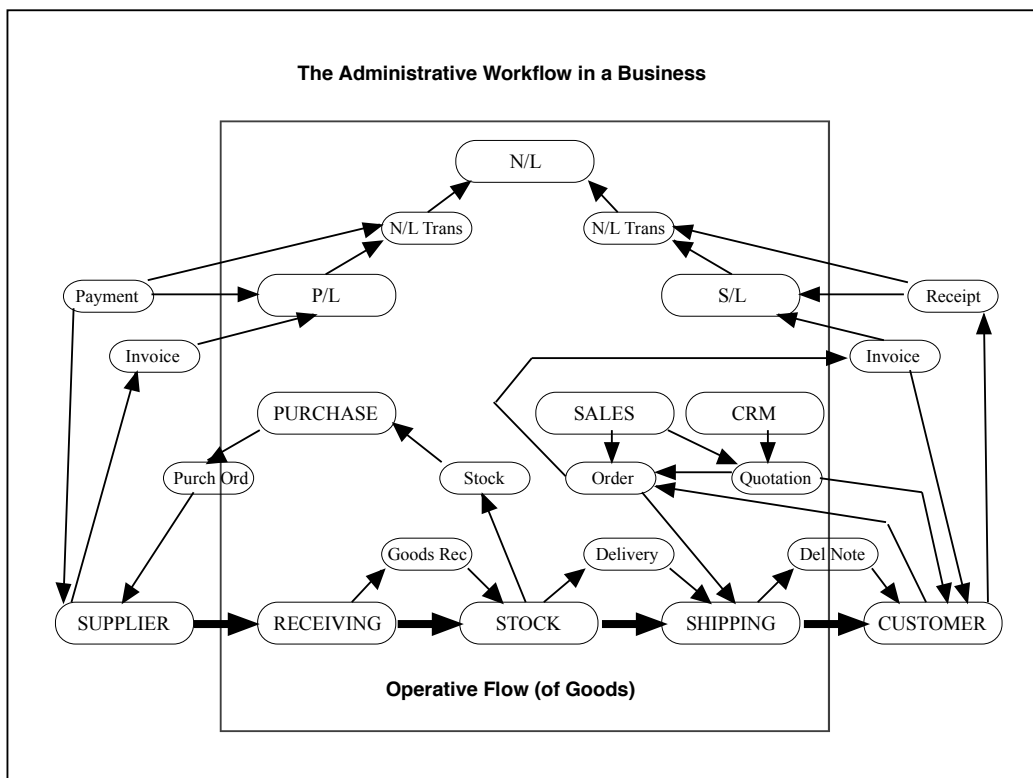 The Administrative Workflow in a Business
N/L
N/L Trans
N/L Trans
Payment
P/L
S/L
Receipt
Invoice
Invoice
PURCHASE
SALES
CRM
Purch Ord
Stock
Order
Quotation
Goods Rec
Delivery
Del Note
SUPPLIER
RECEIVING
STOCK
SHIPPING
CUSTOMER
Operative Flow (of Goods)